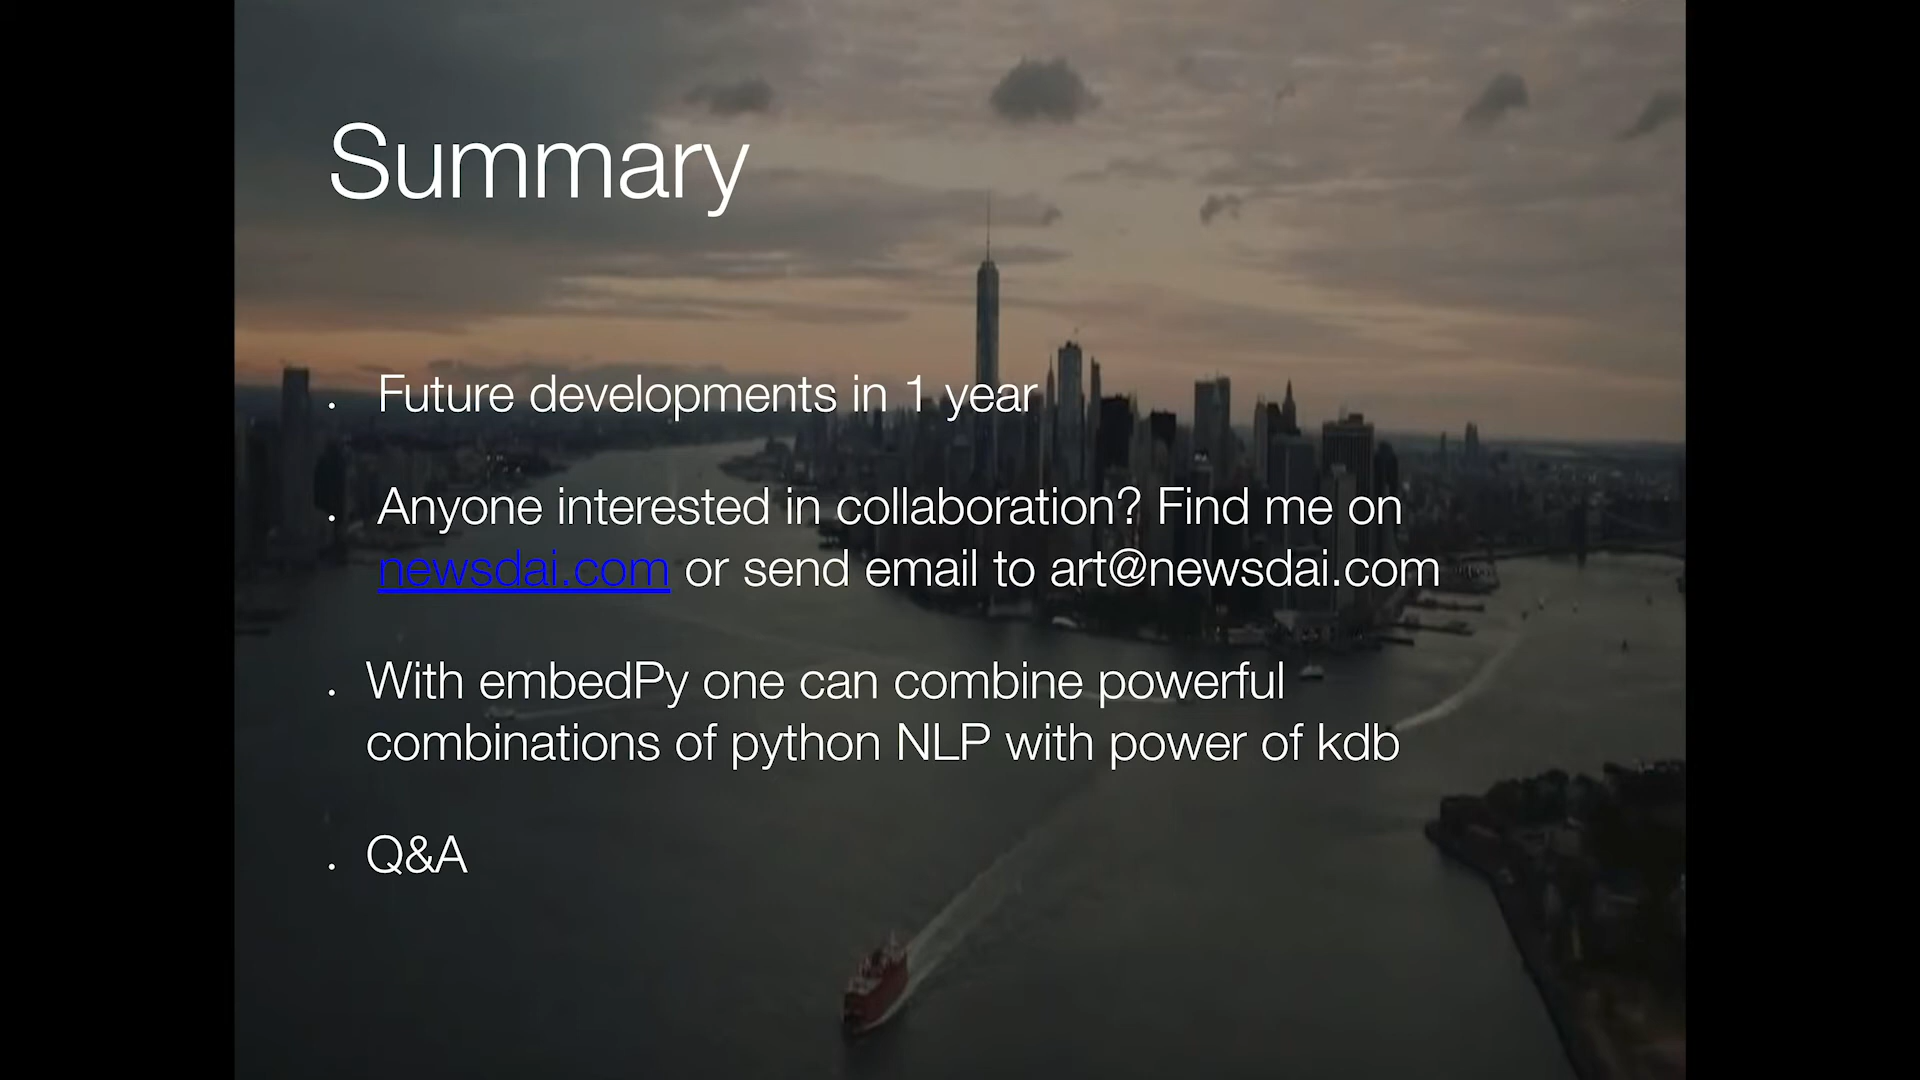 Summary
• Future developments in 1 year
• Anyone interested in collaboration? Find me on
newsdai.com or send email to art@newsdai.com
• With embedPy one can combine powerful
combinations of python NLP with power of kdb
• Q&A